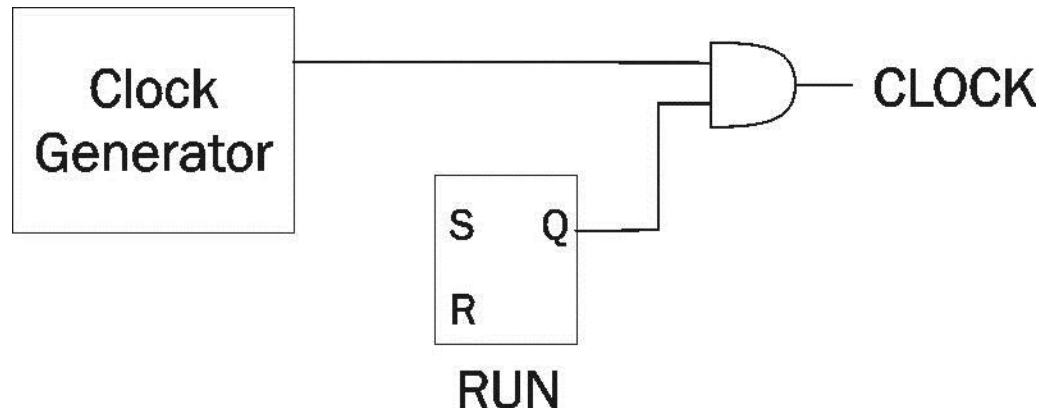 Clock
Generator
CLOCK
S Q
R
RUN